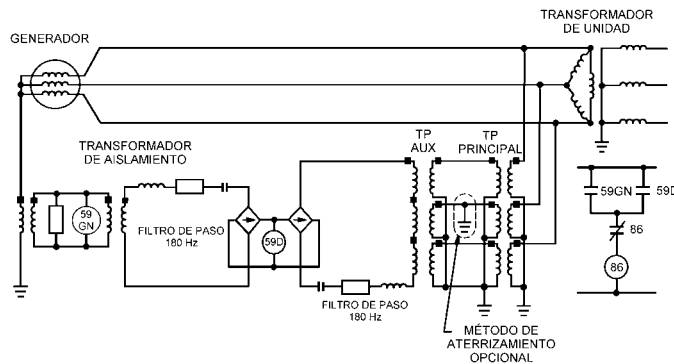 TRANSFORMADOR
DE UNIDAD
GENERADOR
TRANSFORMADOR
DE AISLAMIENTO
TP
AUX
TP
PRINCIPAL
59
GN
FILTRO DE PASO
180 Hz
59D
FILTRO DE PASO
180 Hz
59GN
59D
86
86
MÉTODO DE
ATERRIZAMIENTO
OPCIONAL